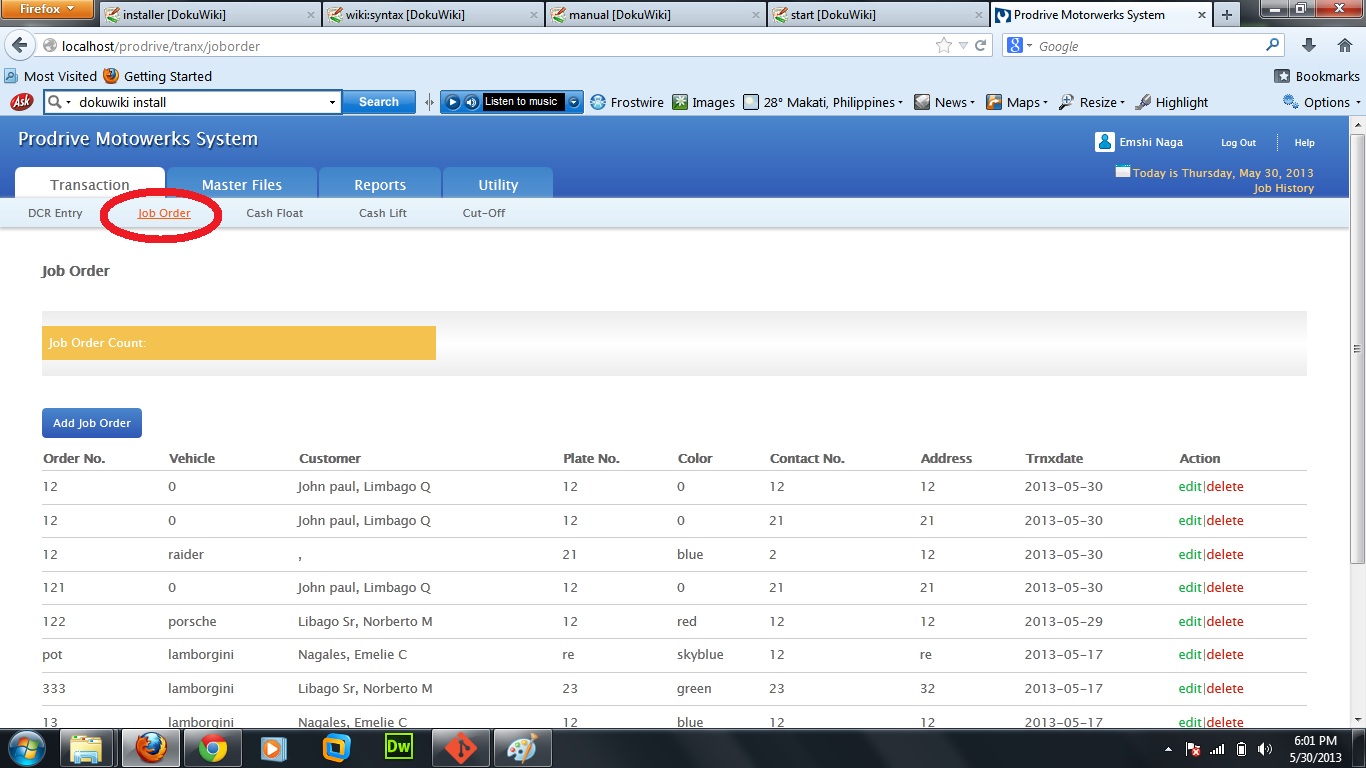 Firefox
installer [DokuWiki] wiki:syntax [DokuWiki] manual [DokuWiki] start [DokuWiki] Prodrive Motorwerks System
localhost/prodrive/tranx/joborder Google
Most Visited Getting Started Bookmarks
Ask dokuwiki install Search Listen to music Frostwire Images 28° Makati, Philippines News Maps Resize Highlight Options
Prodrive Motowerks System
Emshi Naga Log Out Help
Today is Thursday, May 30, 2013
Job History
Transaction Master Files Reports Utility
DCR Entry Job Order Cash Float Cash Lift Cut-Off
Job Order
Job Order Count:
Add Job Order
Order No. Vehicle Customer Plate No. Color Contact No. Address Trnxdate Action
12 0 John paul, Limbago Q 12 0 12 12 2013-05-30 edit|delete
12 0 John paul, Limbago Q 12 0 21 21 2013-05-30 edit|delete
12 raider , 21 blue 2 12 2013-05-30 edit|delete
121 0 John paul, Limbago Q 12 0 21 21 2013-05-30 edit|delete
122 porsche Libago Sr, Norberto M 12 red 12 12 2013-05-29 edit|delete
pot lamborgini Nagales, Emelie C re skyblue 12 re 2013-05-17 edit|delete
333 lamborgini Libago Sr, Norberto M 23 green 23 32 2013-05-17 edit|delete
13 lamborgini Nagales, Emelie C 12 blue 12 12 2013-05-17 edit|delete
Dw
6:01 PM
5/30/2013